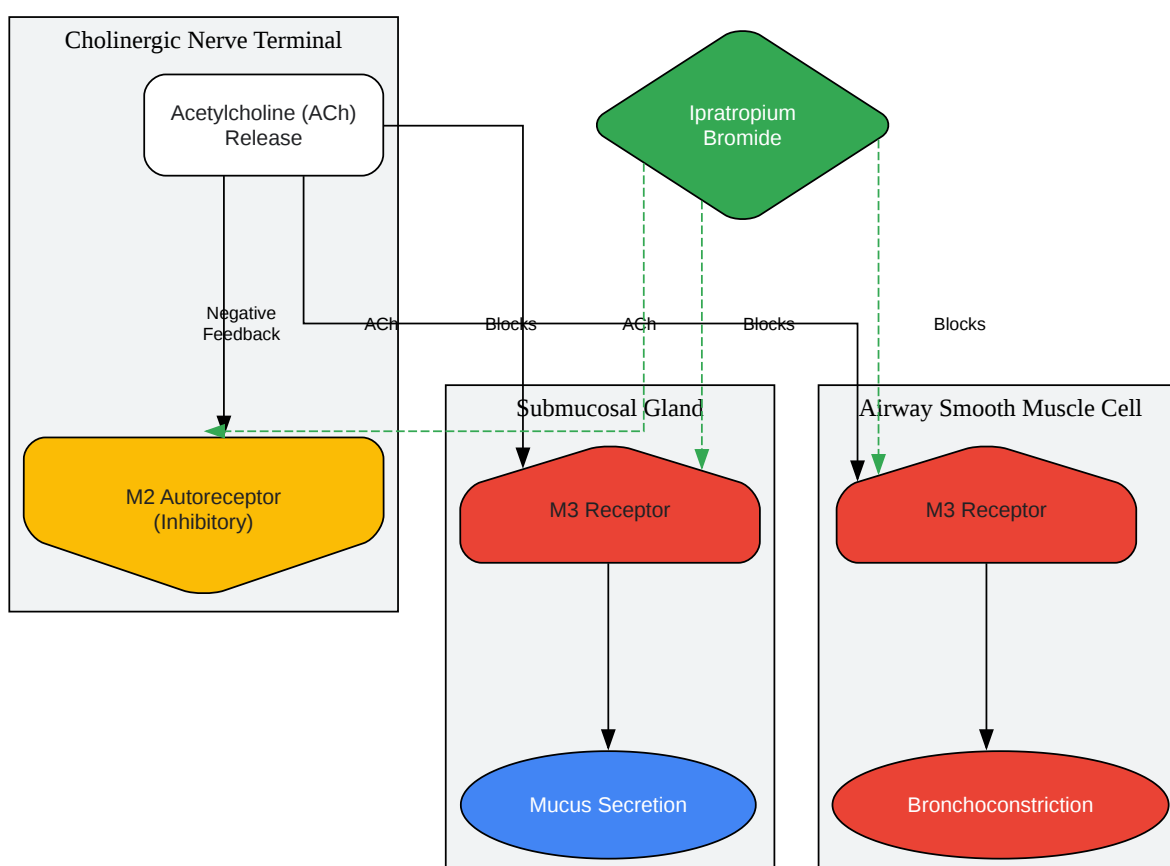 Cholinergic Nerve Terminal
Acetylcholine (ACh)
Release
Ipratropium
Bromide
Negative
Feedback
ACh
Blocks
ACh
Blocks
Blocks
Submucosal Gland
Airway Smooth Muscle Cell
M2 Autoreceptor
(Inhibitory)
M3 Receptor
M3 Receptor
Mucus Secretion
Bronchoconstriction